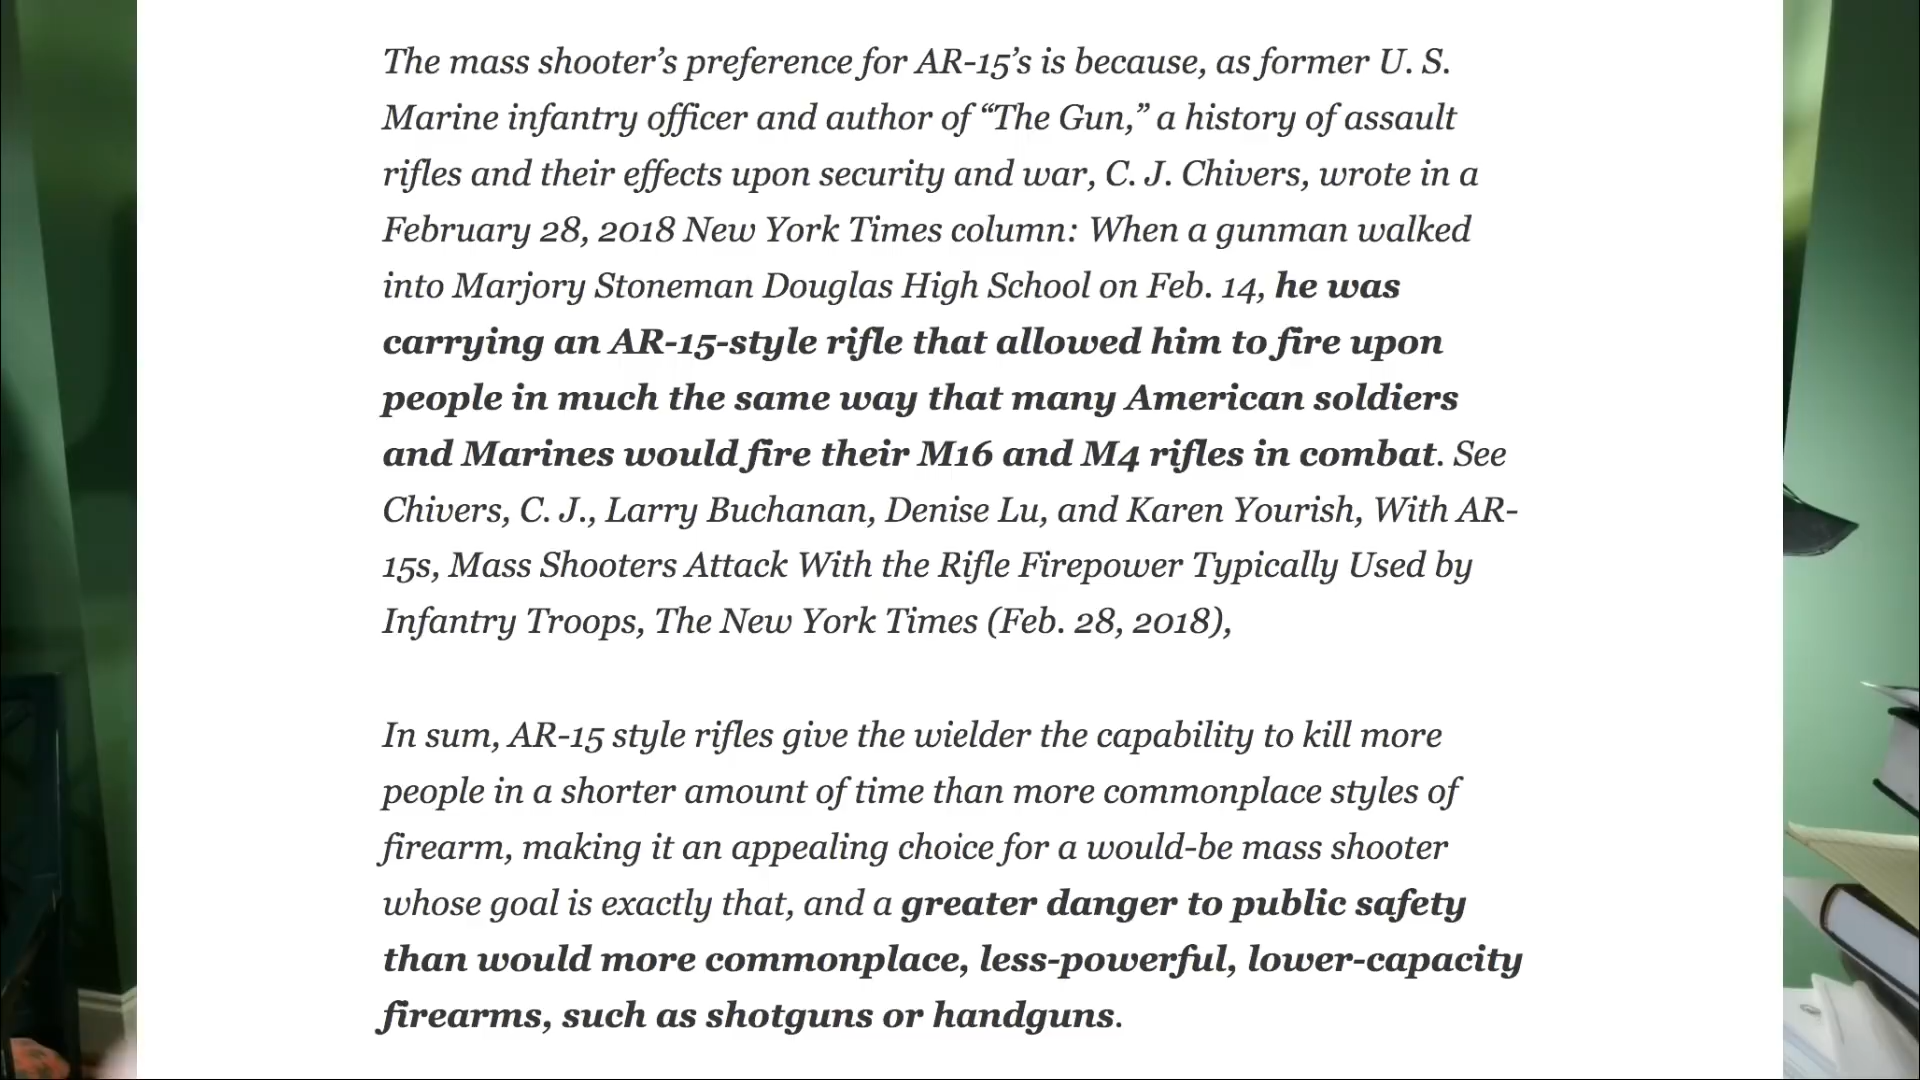 The mass shooter’s preference for AR-15’s is because, as former U. S.
Marine infantry officer and author of “The Gun,” a history of assault
rifles and their effects upon security and war, C. J. Chivers, wrote in a
February 28, 2018 New York Times column: When a gunman walked
into Marjory Stoneman Douglas High School on Feb. 14, he was
carrying an AR-15-style rifle that allowed him to fire upon
people in much the same way that many American soldiers
and Marines would fire their M16 and M4 rifles in combat. See
Chivers, C. J., Larry Buchanan, Denise Lu, and Karen Yourish, With AR-
15s, Mass Shooters Attack With the Rifle Firepower Typically Used by
Infantry Troops, The New York Times (Feb. 28, 2018),
In sum, AR-15 style rifles give the wielder the capability to kill more
people in a shorter amount of time than more commonplace styles of
firearm, making it an appealing choice for a would-be mass shooter
whose goal is exactly that, and a greater danger to public safety
than would more commonplace, less-powerful, lower-capacity
firearms, such as shotguns or handguns.